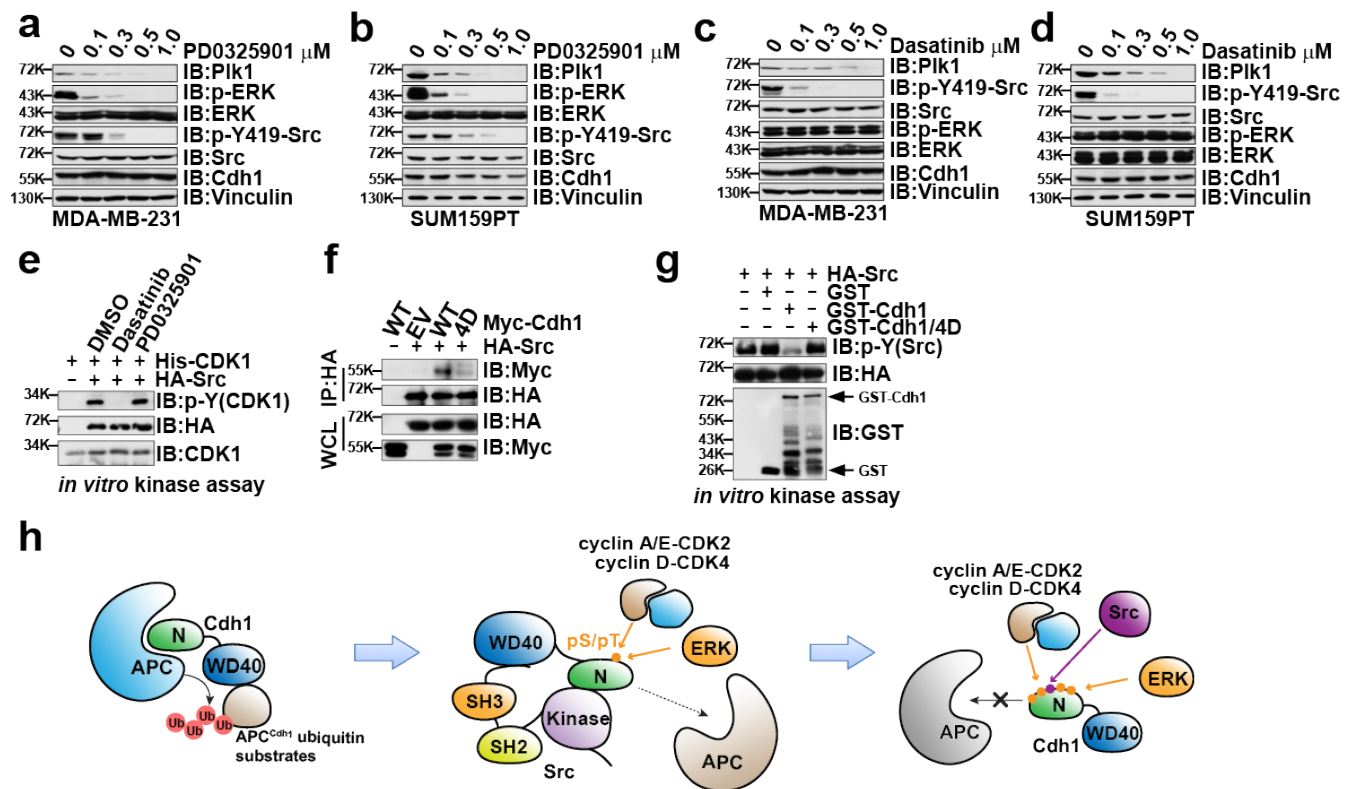 a
0 0.1 0.3 0.5 1.0 PD0325901 μM
72K IB:Plk1
43K IB:p-ERK
43K IB:ERK
72K IB:p-Y419-Src
72K IB:Src
55K IB:Cdh1
130K IB:Vinculin
MDA-MB-231
b
0 0.1 0.3 0.5 1.0 PD0325901 μM
72K IB:Plk1
43K IB:p-ERK
43K IB:ERK
72K IB:p-Y419-Src
72K IB:Src
55K IB:Cdh1
130K IB:Vinculin
SUM159PT
c
0 0.1 0.3 0.5 1.0 Dasatinib μM
72K IB:Plk1
72K IB:p-Y419-Src
72K IB:Src
43K IB:p-ERK
43K IB:ERK
55K IB:Cdh1
130K IB:Vinculin
MDA-MB-231
d
0 0.1 0.3 0.5 1.0 Dasatinib μM
72K IB:Plk1
72K IB:p-Y419-Src
72K IB:Src
43K IB:p-ERK
43K IB:ERK
55K IB:Cdh1
130K IB:Vinculin
SUM159PT
e
DMSO Dasatinib PD0325901
+ + + + His-CDK1
− + + + HA-Src
34K IB:p-Y(CDK1)
72K IB:HA
34K IB:CDK1
in vitro kinase assay
f
WT EV WT 4D Myc-Cdh1
− + + + HA-Src
IP:HA
55K IB:Myc
72K IB:HA
WCL
72K IB:HA
55K IB:Myc
g
+ + + + HA-Src
− + − − GST
− − + − GST-Cdh1
− − − + GST-Cdh1/4D
72K IB:p-Y(Src)
72K IB:HA
72K GST-Cdh1
55K
43K IB:GST
34K
26K GST
in vitro kinase assay
h
N Cdh1
APC WD40
Ub Ub Ub Ub
APCCdh1 ubiquitin
substrates
cyclin A/E-CDK2
cyclin D-CDK4
WD40 pS/pT ERK
N
SH3 Kinase
SH2 APC
Src
cyclin A/E-CDK2
cyclin D-CDK4
Src
ERK
N
APC WD40
Cdh1